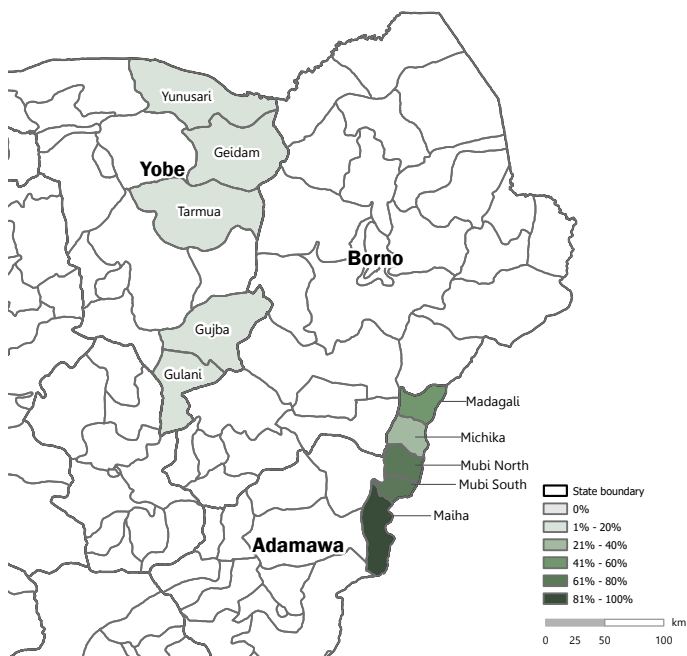 Yunusari
Geidam
Yobe
Tarmua
Borno
Gujba
Gulani
Madagali
Michika
Mubi North
Mubi South
Maiha
Adamawa
State boundary
0%
1% - 20%
21% - 40%
41% - 60%
61% - 80%
81% - 100%
km
0 25 50 100